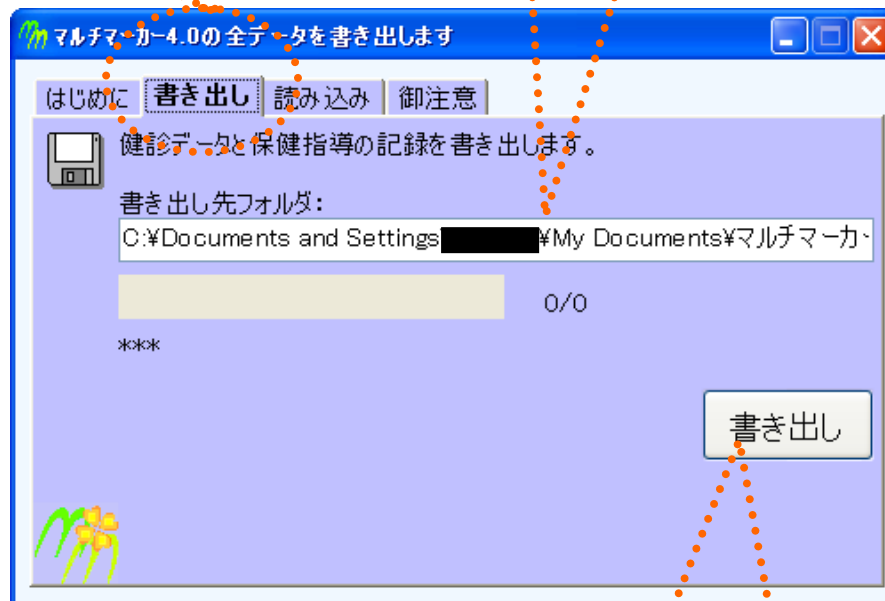 マルチマーカー4.0の全データを書き出します
はじめに 書き出し 読み込み 御注意
健診データと保健指導の記録を書き出します。
書き出し先フォルダ:
C:¥Documents and Settings ¥My Documents¥マルチマーカ
0/0
***
書き出し